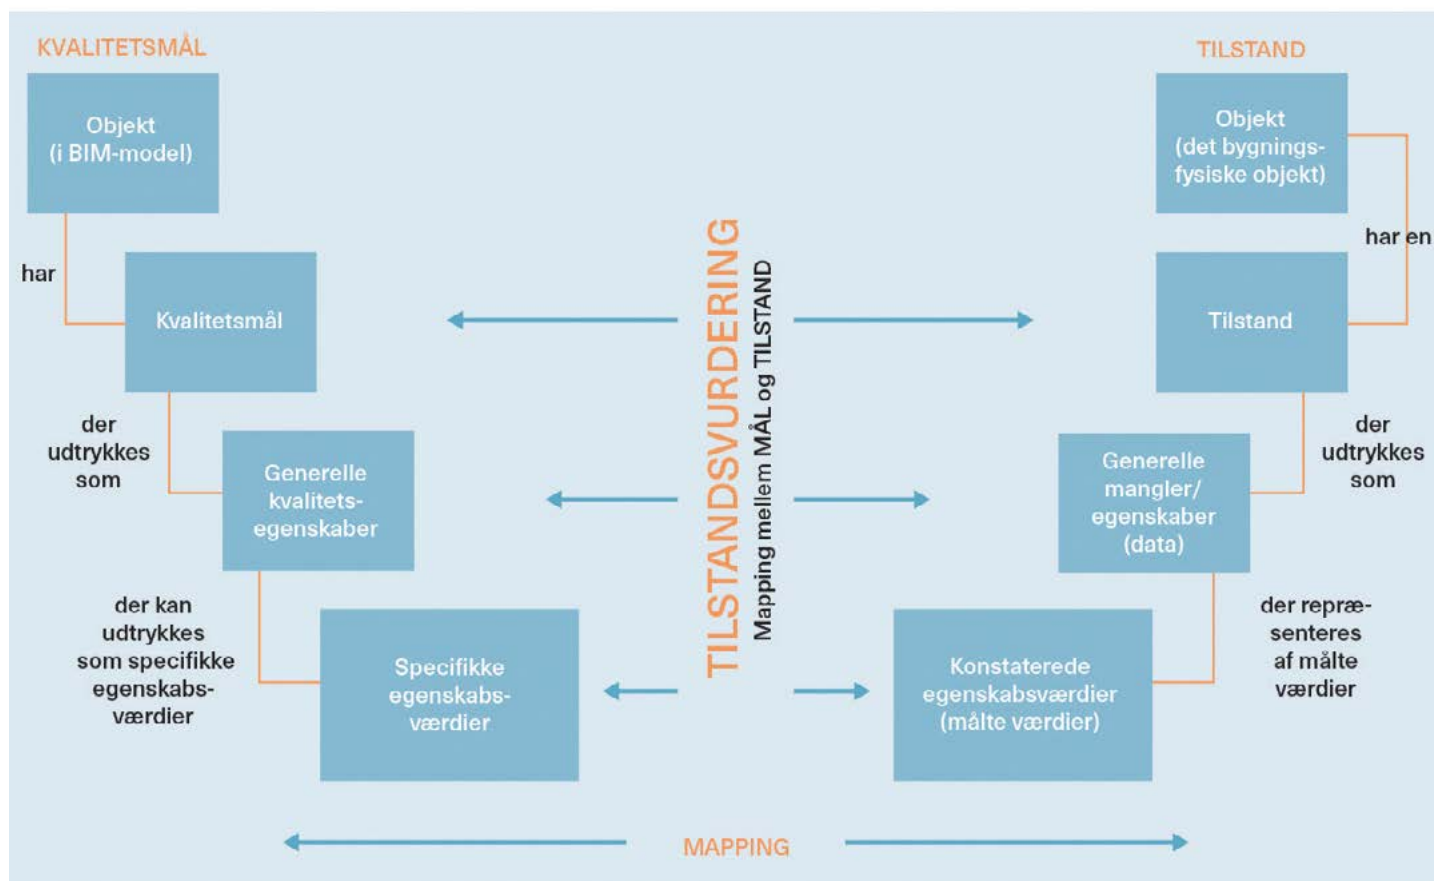 KVALITETSMÅL
Objekt
(i BIM-model)
har
Kvalitetsmål
der
udtrykkes
som
Generelle
kvalitets-
egenskaber
der kan
udtrykkes
som specifikke
egenskabs-
værdier
Specifikke
egenskabs-
værdier
TILSTANDSVURDERING
Mapping mellem MÅL og TILSTAND
TILSTAND
Objekt
(det bygnings-
fysiske objekt)
har en
Tilstand
der
udtrykkes
som
Generelle
mangler/
egenskaber
(data)
der repræ-
senteres
af målte
værdier
Konstaterede
egenskabsværdier
(målte værdier)
MAPPING